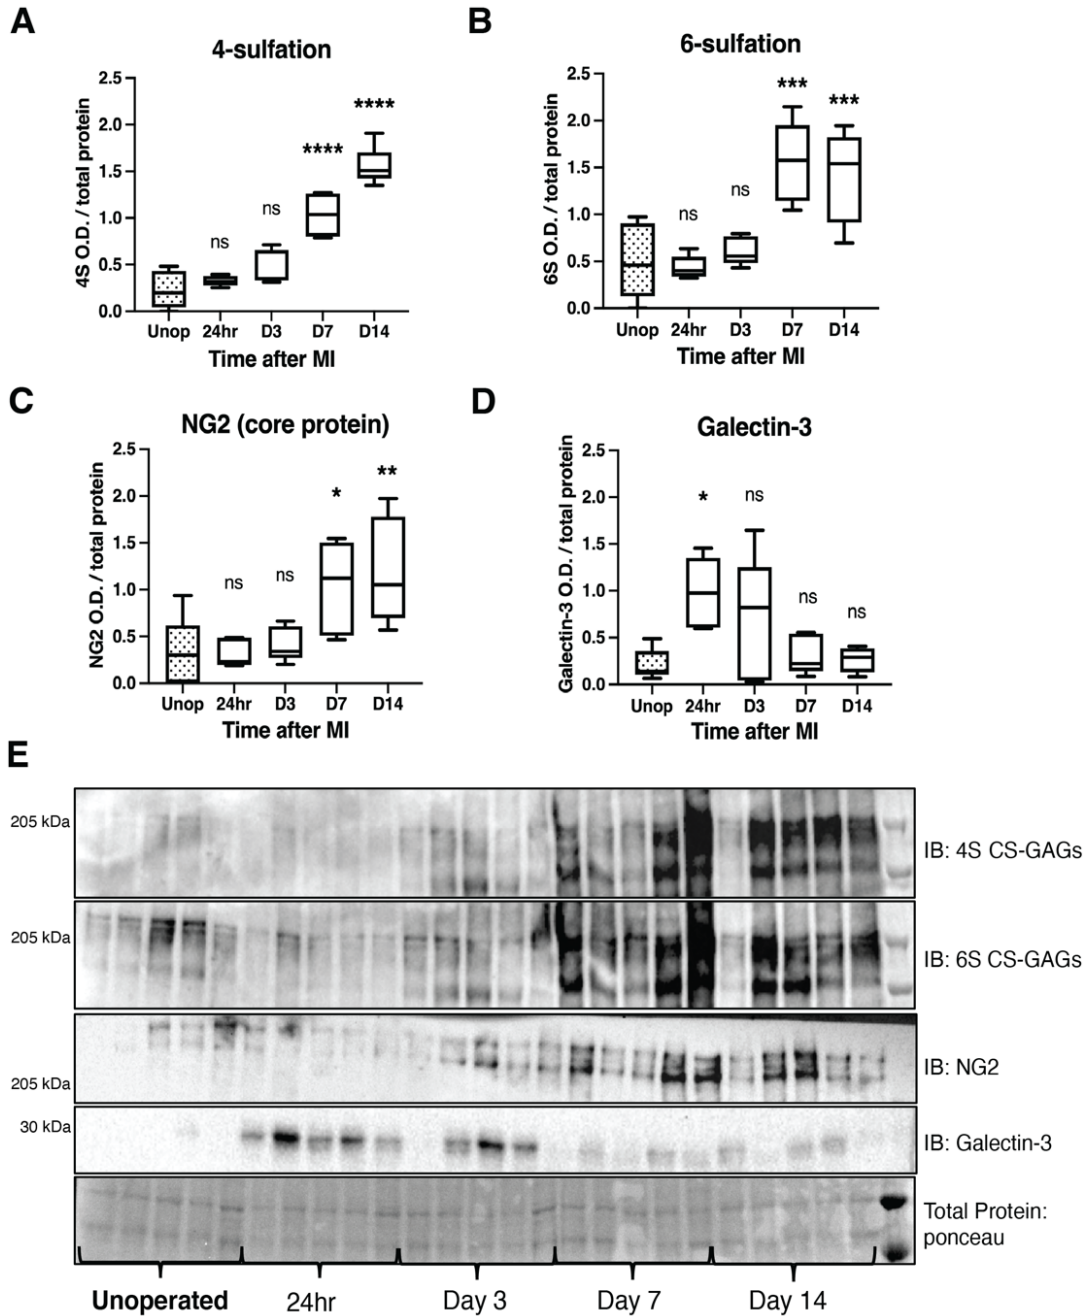 A
4-sulfation
4S O.D. / total protein
2.5
2.0
1.5
1.0
0.5
0.0
ns
ns
****
****
Unop 24hr D3 D7 D14
Time after MI
B
6-sulfation
6S O.D. / total protein
2.5
2.0
1.5
1.0
0.5
0.0
ns
ns
***
***
Unop 24hr D3 D7 D14
Time after MI
C
NG2 (core protein)
NG2 O.D. / total protein
2.5
2.0
1.5
1.0
0.5
0.0
ns
ns
*
**
Unop 24hr D3 D7 D14
Time after MI
D
Galectin-3
Galectin-3 O.D. / total protein
2.5
2.0
1.5
1.0
0.5
0.0
*
ns
ns
ns
Unop 24hr D3 D7 D14
Time after MI
E
205 kDa
IB: 4S CS-GAGs
205 kDa
IB: 6S CS-GAGs
205 kDa
IB: NG2
30 kDa
IB: Galectin-3
Total Protein:
ponceau
Unoperated 24hr Day 3 Day 7 Day 14